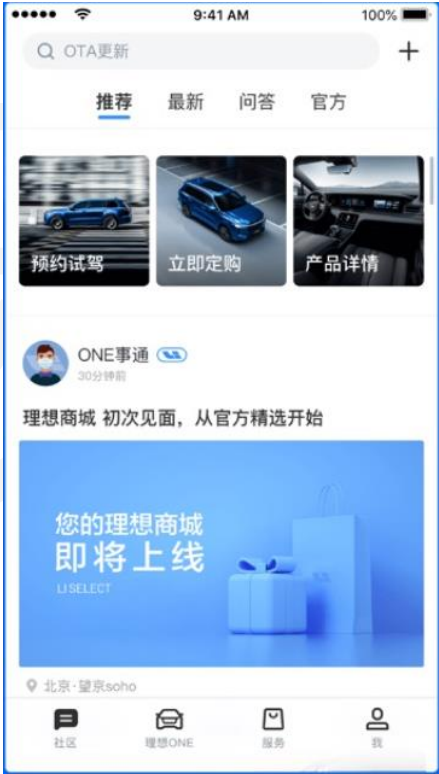 9:41 AM
100%
OTA更新
推荐 最新 问答 官方
预约试驾 立即定购 产品详情
ONE事通
30分钟前
理想商城 初次见面，从官方精选开始
您的理想商城
即将上线
LI SELECT
北京·望京soho
社区 理想ONE 服务 我